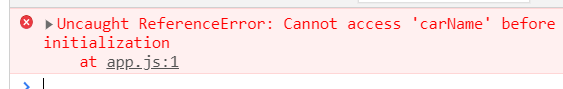 Uncaught ReferenceError: Cannot access 'carName' before
initialization
at app.js:1